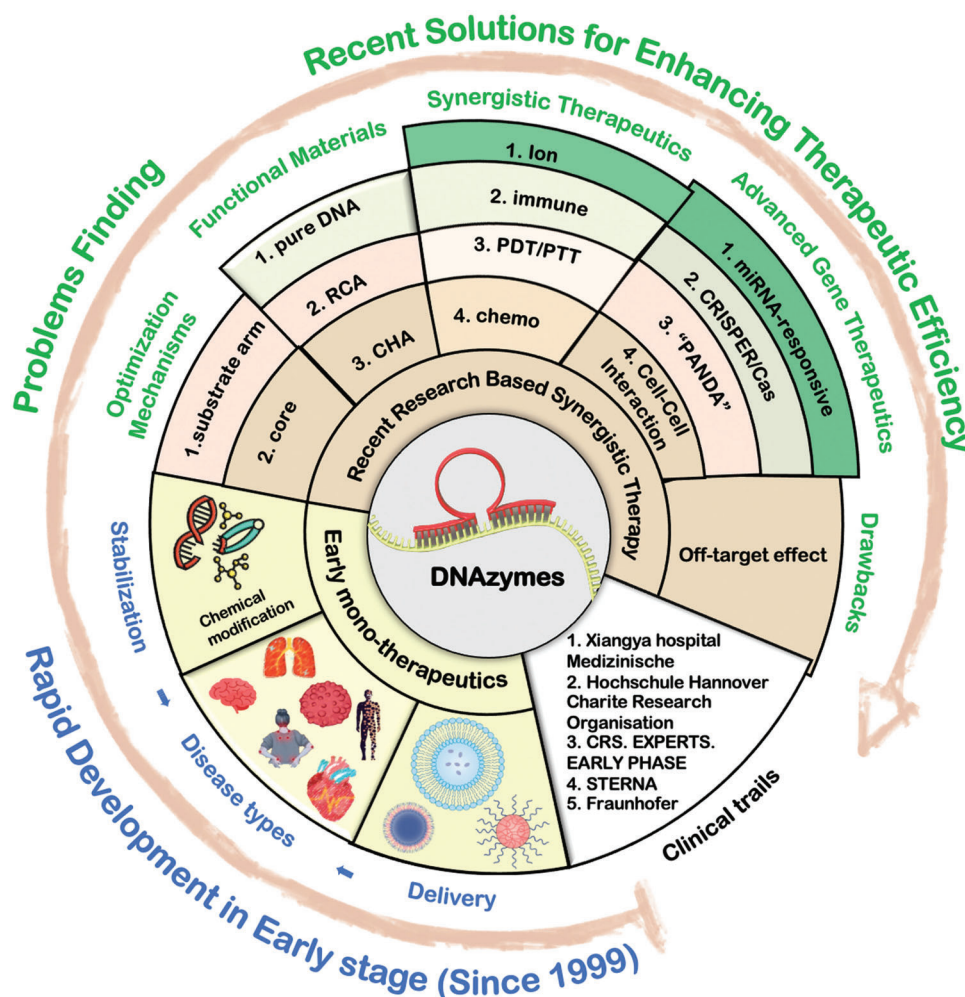 Recent Solutions for Enhancing Therapeutic Efficiency
Problems Finding
Rapid Development in Early stage (Since 1999)
Optimization
Mechanisms
1.substrate arm
2. core
Functional Materials
1. pure DNA
2. RCA
3. CHA
Synergistic Therapeutics
1. Ion
2. immune
3. PDT/PTT
4. chemo
Advanced Gene Therapeutics
1. miRNA-responsive
2. CRISPER/Cas
3. "PANDA"
4. Cell-Cell
Interaction
Drawbacks
Off-target effect
Recent Research Based Synergistic Therapy
DNAzymes
Early mono-therapeutics
Stabilization
Chemical
modification
Disease types
Delivery
1. Xiangya hospital
Medizinische
2. Hochschule Hannover
Charite Research
Organisation
3. CRS. EXPERTS.
EARLY PHASE
4. STERNA
5. Fraunhofer
Clinical trails